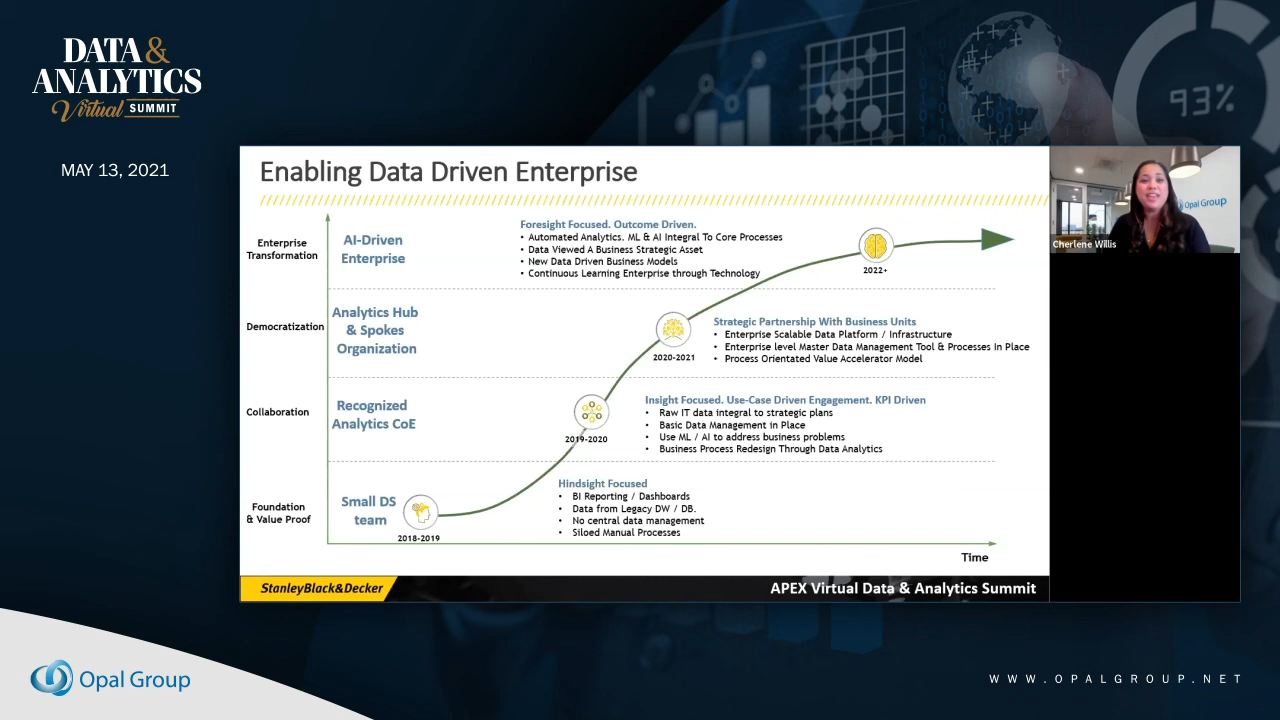 DATA &
ANALYTICS
Virtual SUMMIT
MAY 13, 2021
93%
Enabling Data Driven Enterprise
Opal Group
Cherlene Willis
Enterprise
Transformation
AI-Driven
Enterprise
Foresight Focused. Outcome Driven.
• Automated Analytics. ML & AI Integral To Core Processes
• Data Viewed A Business Strategic Asset
• New Data Driven Business Models
• Continuous Learning Enterprise through Technology
2022+
Democratization
Analytics Hub
& Spokes
Organization
2020-2021
Strategic Partnership With Business Units
• Enterprise Scalable Data Platform / Infrastructure
• Enterprise level Master Data Management Tool & Processes In Place
• Process Orientated Value Accelerator Model
Collaboration
Recognized
Analytics CoE
2019-2020
Insight Focused. Use-Case Driven Engagement. KPI Driven
• Raw IT data integral to strategic plans
• Basic Data Management in Place
• Use ML / AI to address business problems
• Business Process Redesign Through Data Analytics
Foundation
& Value Proof
Small DS
team
2018-2019
Hindsight Focused
• BI Reporting / Dashboards
• Data from Legacy DW / DB.
• No central data management
• Siloed Manual Processes
Time
StanleyBlack&Decker
APEX Virtual Data & Analytics Summit
Opal Group
WWW.OPALGROUP.NET